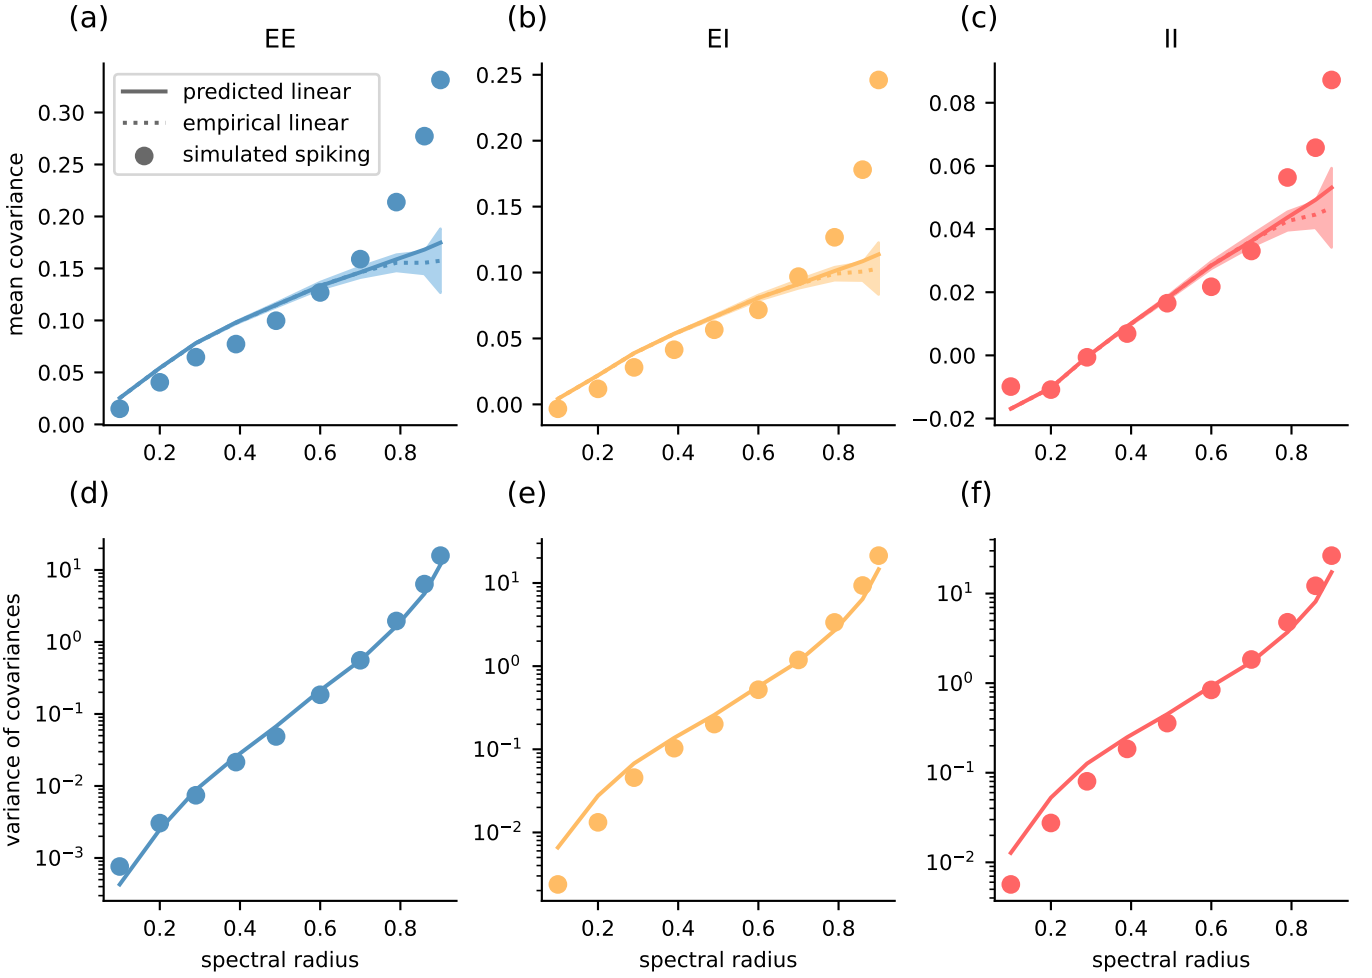 (a)
EE
(b)
EI
(c)
II
mean covariance
0.30
0.25
0.20
0.15
0.10
0.05
0.00
predicted linear
empirical linear
simulated spiking
0.2 0.4 0.6 0.8
0.25
0.20
0.15
0.10
0.05
0.00
0.2 0.4 0.6 0.8
0.08
0.06
0.04
0.02
0.00
−0.02
0.2 0.4 0.6 0.8
(d)
(e)
(f)
variance of covariances
10¹
10⁰
10⁻¹
10⁻²
10⁻³
0.2 0.4 0.6 0.8
spectral radius
10¹
10⁰
10⁻¹
10⁻²
0.2 0.4 0.6 0.8
spectral radius
10¹
10⁰
10⁻¹
10⁻²
0.2 0.4 0.6 0.8
spectral radius